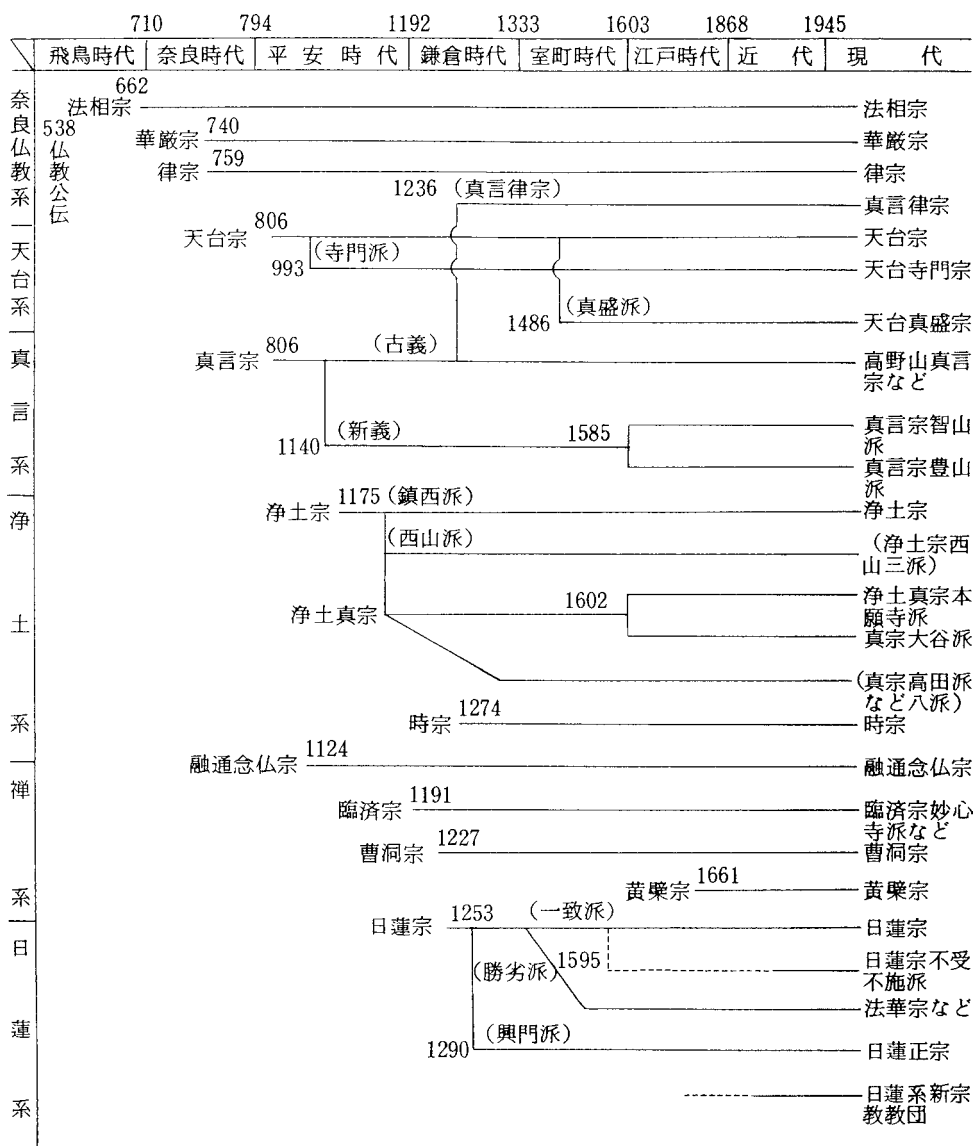 710 794 1192 1333 1603 1868 1945
飛鳥時代 奈良時代 平安時代 鎌倉時代 室町時代 江戸時代 近代 現代
奈良仏教系
662
法相宗 法相宗
538
仏教公伝
740
華厳宗 華厳宗
759
律宗 律宗
1236 (真言律宗)
真言律宗
天台系
806
天台宗 天台宗
(寺門派)
993 天台寺門宗
(真盛派)
1486 天台真盛宗
真言系
806 (古義)
真言宗 高野山真言
宗など
(新義)
1140 1585 真言宗智山
派
真言宗豊山
派
浄土系
1175 (鎮西派)
浄土宗 浄土宗
(西山派) (浄土宗西
山三派)
浄土真宗 1602 浄土真宗本
願寺派
真宗大谷派
(真宗高田派
など八派)
1274
時宗 時宗
1124
融通念仏宗 融通念仏宗
禅系
1191
臨済宗 臨済宗妙心
寺派など
1227
曹洞宗 曹洞宗
1661
黄檗宗 黄檗宗
日蓮系
1253 (一致派)
日蓮宗 日蓮宗
(勝劣派) 1595 日蓮宗不受
不施派
法華宗など
(興門派)
1290 日蓮正宗
日蓮系新宗
教教団